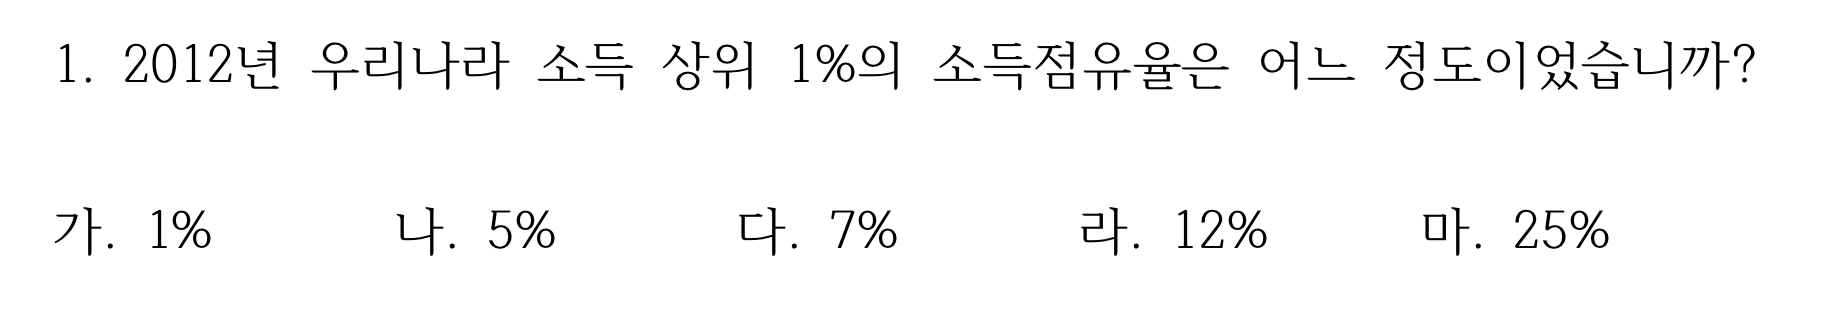 1. 2012년 우리나라 소득 상위 1%의 소득점유율은 어느 정도이었습니까?
가. 1% 나. 5% 다. 7% 라. 12% 마. 25%